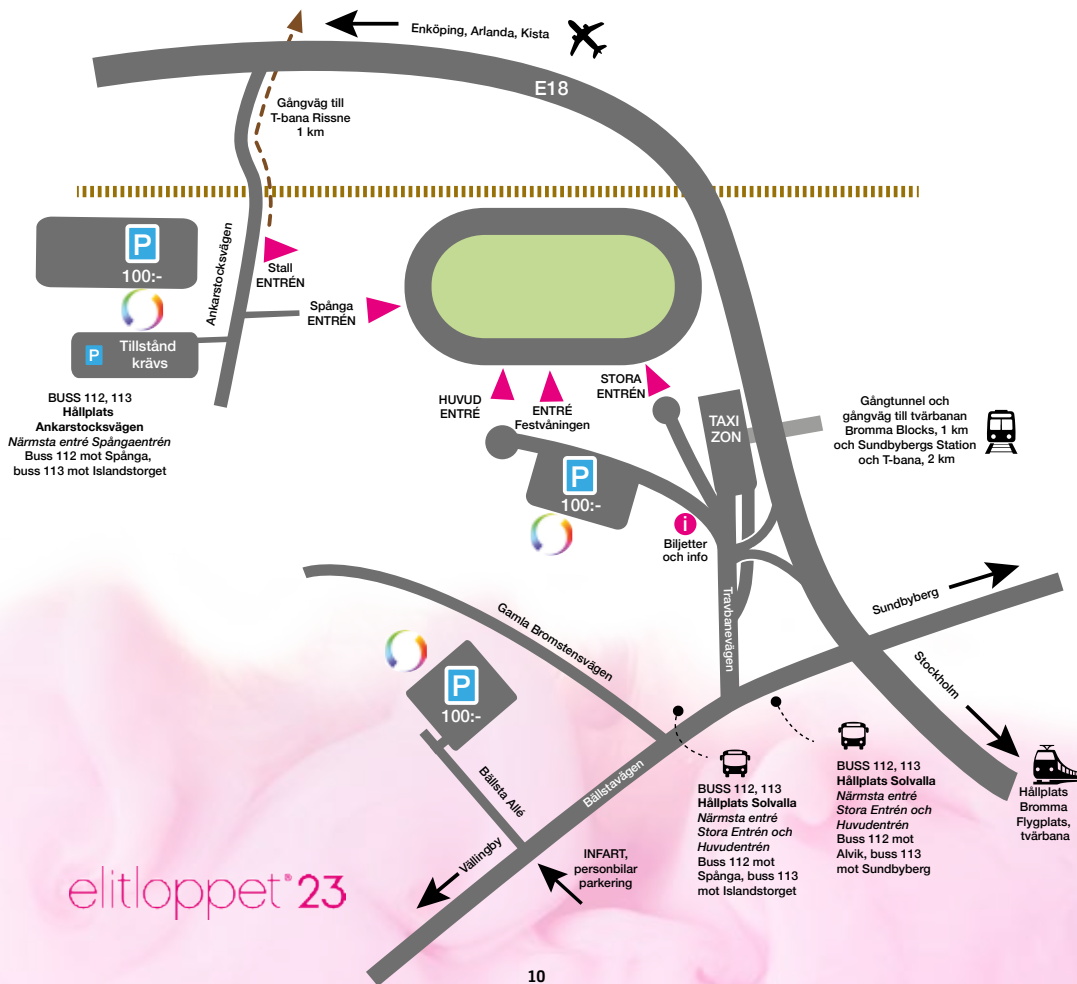 Enköping, Arlanda, Kista
E18
Gångväg till
T-bana Rissne
1 km
P
100:-
Ankarstocksvägen
Stall
ENTRÉN
Spånga
ENTRÉN
P
Tillstånd
krävs
BUSS 112, 113
Hållplats
Ankarstocksvägen
Närmsta entré Spångaentrén
Buss 112 mot Spånga,
buss 113 mot Islandstorget
HUVUD
ENTRÉ
ENTRÉ
Festvåningen
STORA
ENTRÉN
TAXI
ZON
Gångtunnel och
gångväg till tvärbanan
Bromma Blocks, 1 km
och Sundbybergs Station
och T-bana, 2 km
P
100:-
i
Biljetter
och info
Travbanevägen
Sundbyberg
Gamla Bromstensvägen
Stockholm
P
100:-
Bällsta Allé
Bällstavägen
Vällingby
INFART,
personbilar
parkering
BUSS 112, 113
Hållplats Solvalla
Närmsta entré
Stora Entrén och
Huvudentrén
Buss 112 mot
Spånga, buss 113
mot Islandstorget
BUSS 112, 113
Hållplats Solvalla
Närmsta entré
Stora Entrén och
Huvudentrén
Buss 112 mot
Alvik, buss 113
mot Sundbyberg
Hållplats
Bromma
Flygplats,
tvärbana
elitloppet® 23
10